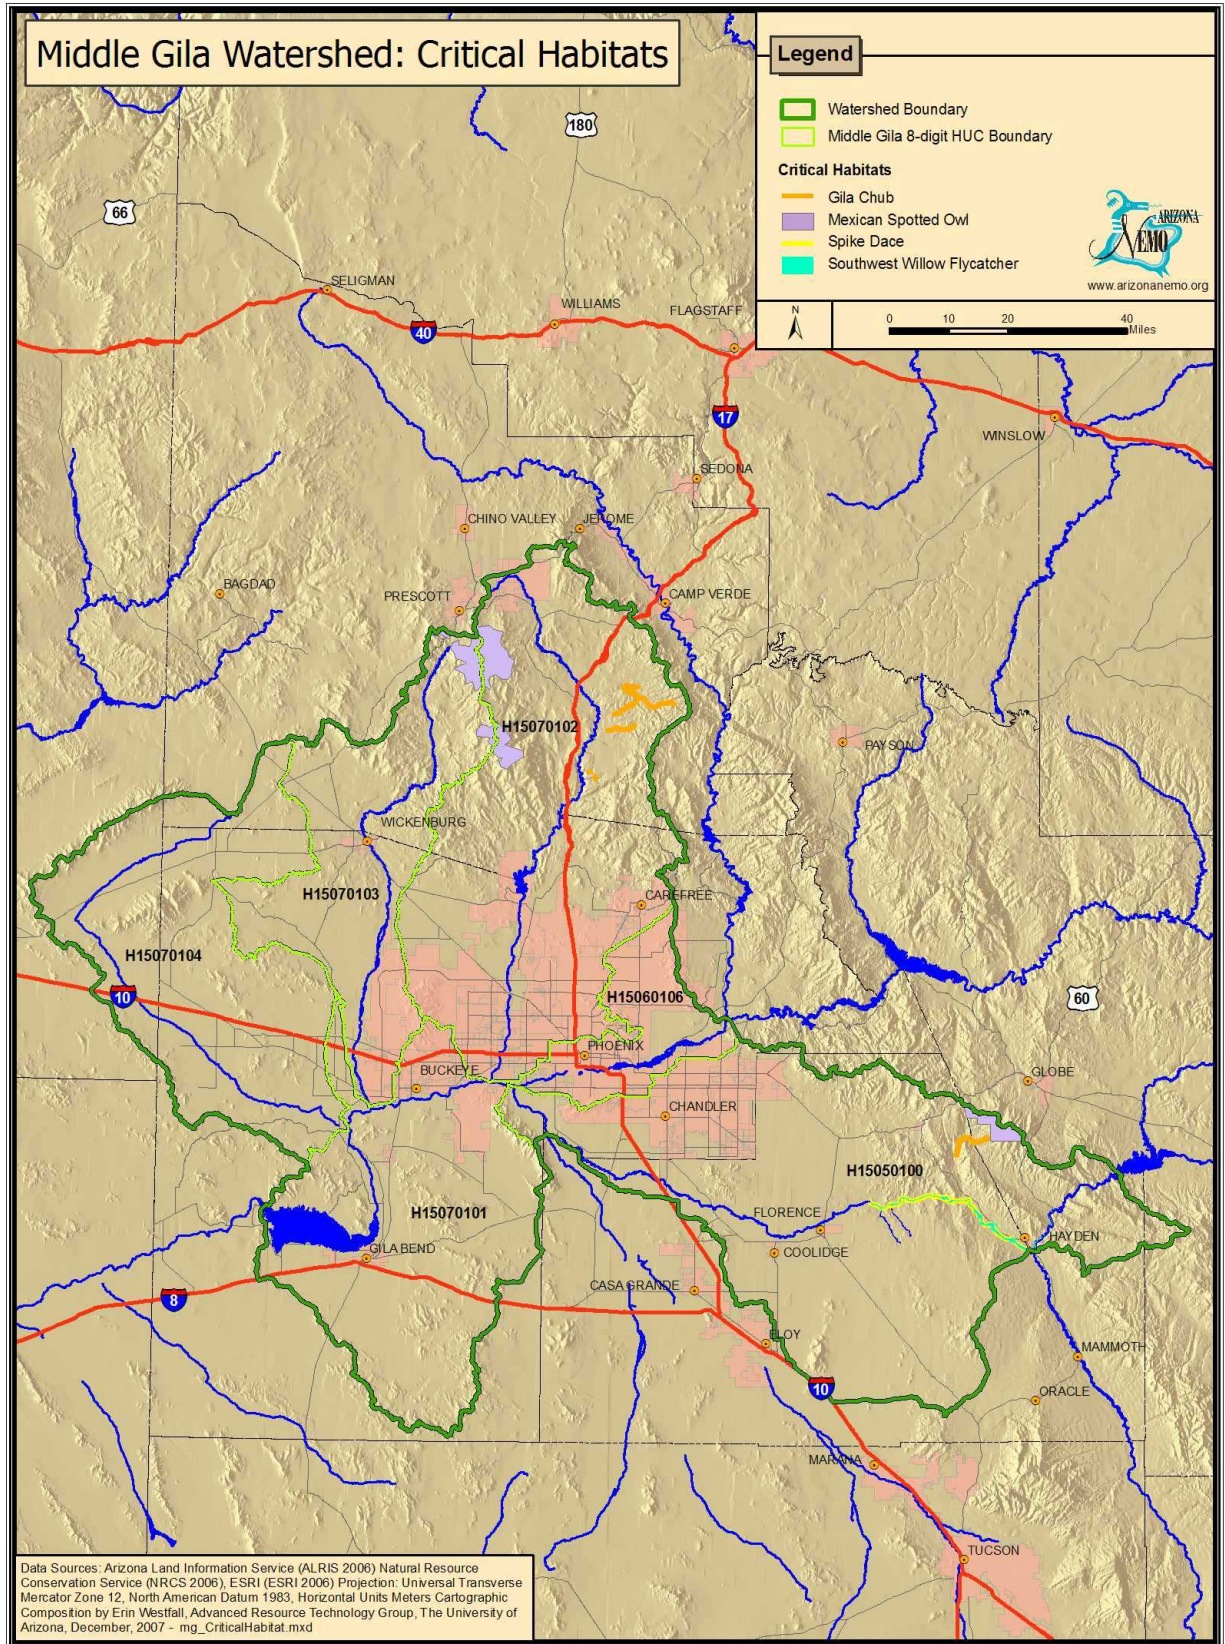 Middle Gila Watershed: Critical Habitats
Legend
Watershed Boundary
Middle Gila 8-digit HUC Boundary
Critical Habitats
Gila Chub
Mexican Spotted Owl
Spike Dace
Southwest Willow Flycatcher
ARIZONA
NEMO
www.arizonanemo.org
N
0 10 20 40
Miles
180
66
SELIGMAN
WILLIAMS
FLAGSTAFF
40
17
WINSLOW
SEDONA
CHINO VALLEY
JEROME
BAGDAD
PRESCOTT
CAMP VERDE
H15070102
PAYSON
WICKENBURG
H15070103
CAREFREE
H15070104
10
H15060106
60
PHOENIX
BUCKEYE
GLOBE
CHANDLER
H15050100
H15070101
FLORENCE
HAYDEN
GILA BEND
COOLIDGE
CASA GRANDE
8
ELOY
MAMMOTH
10
ORACLE
MARANA
TUCSON
Data Sources: Arizona Land Information Service (ALRIS 2006) Natural Resource
Conservation Service (NRCS 2006), ESRI (ESRI 2006) Projection: Universal Transverse
Mercator Zone 12, North American Datum 1983, Horizontal Units Meters Cartographic
Composition by Erin Westfall, Advanced Resource Technology Group, The University of
Arizona, December, 2007 - mg_CriticalHabitat.mxd